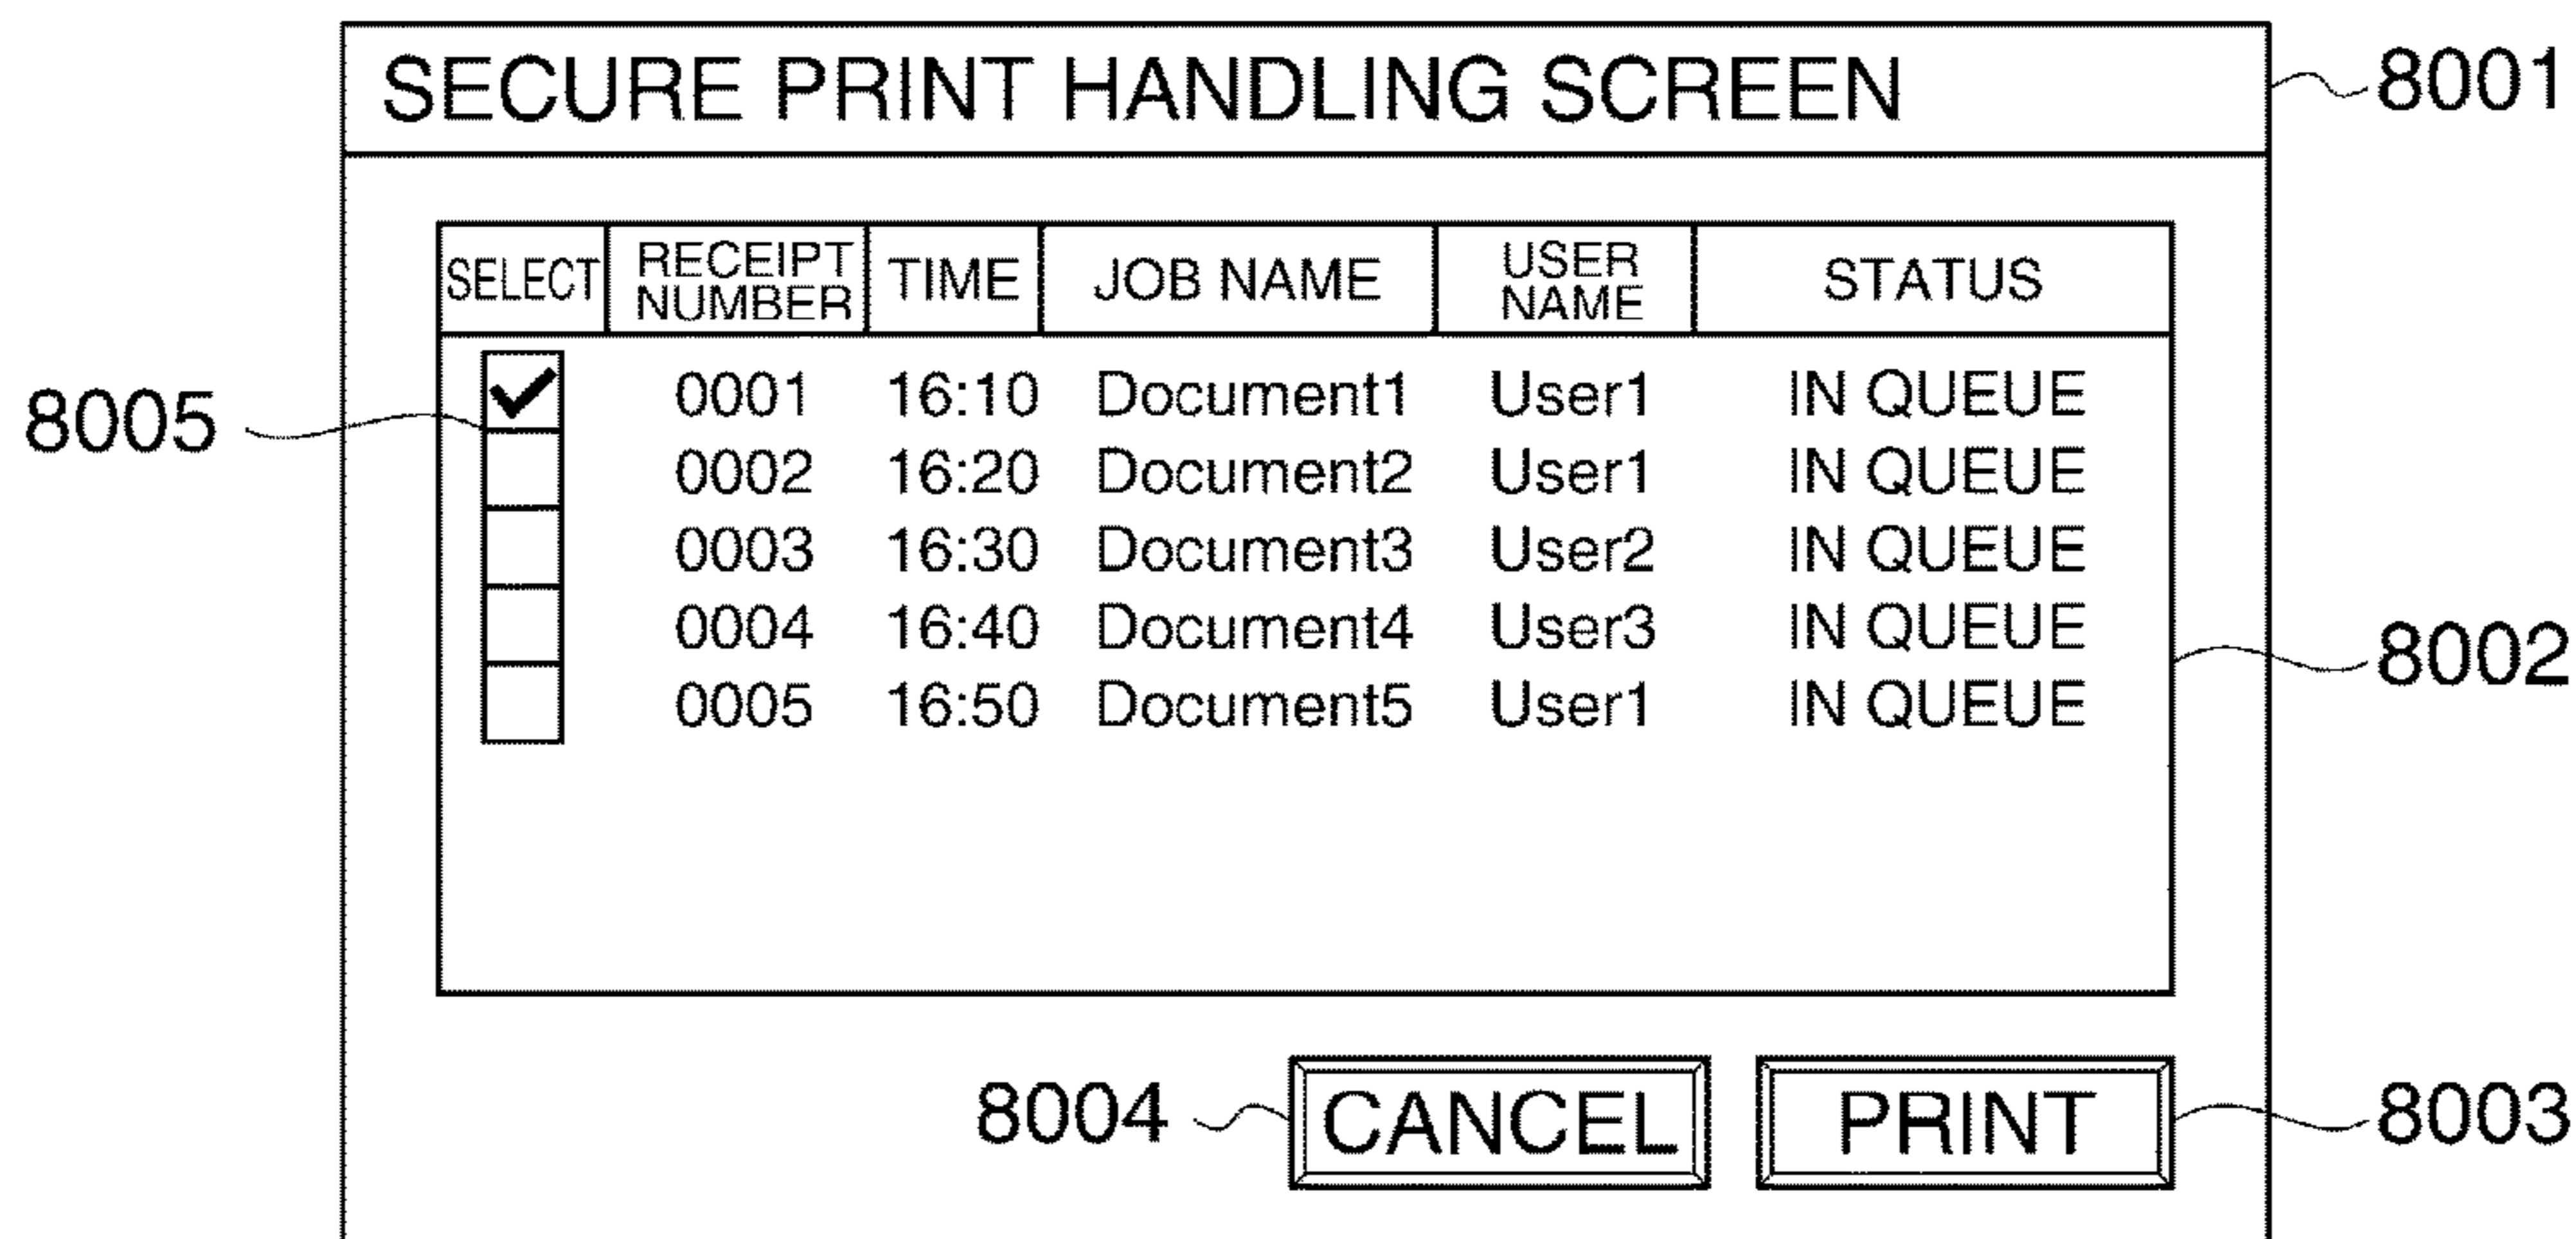 SECURE PRINT HANDLING SCREEN 8001
SELECT RECEIPT NUMBER TIME JOB NAME USER NAME STATUS
8005 0001 16:10 Document1 User1 IN QUEUE
0002 16:20 Document2 User1 IN QUEUE
0003 16:30 Document3 User2 IN QUEUE
0004 16:40 Document4 User3 IN QUEUE 8002
0005 16:50 Document5 User1 IN QUEUE
8004 CANCEL PRINT 8003